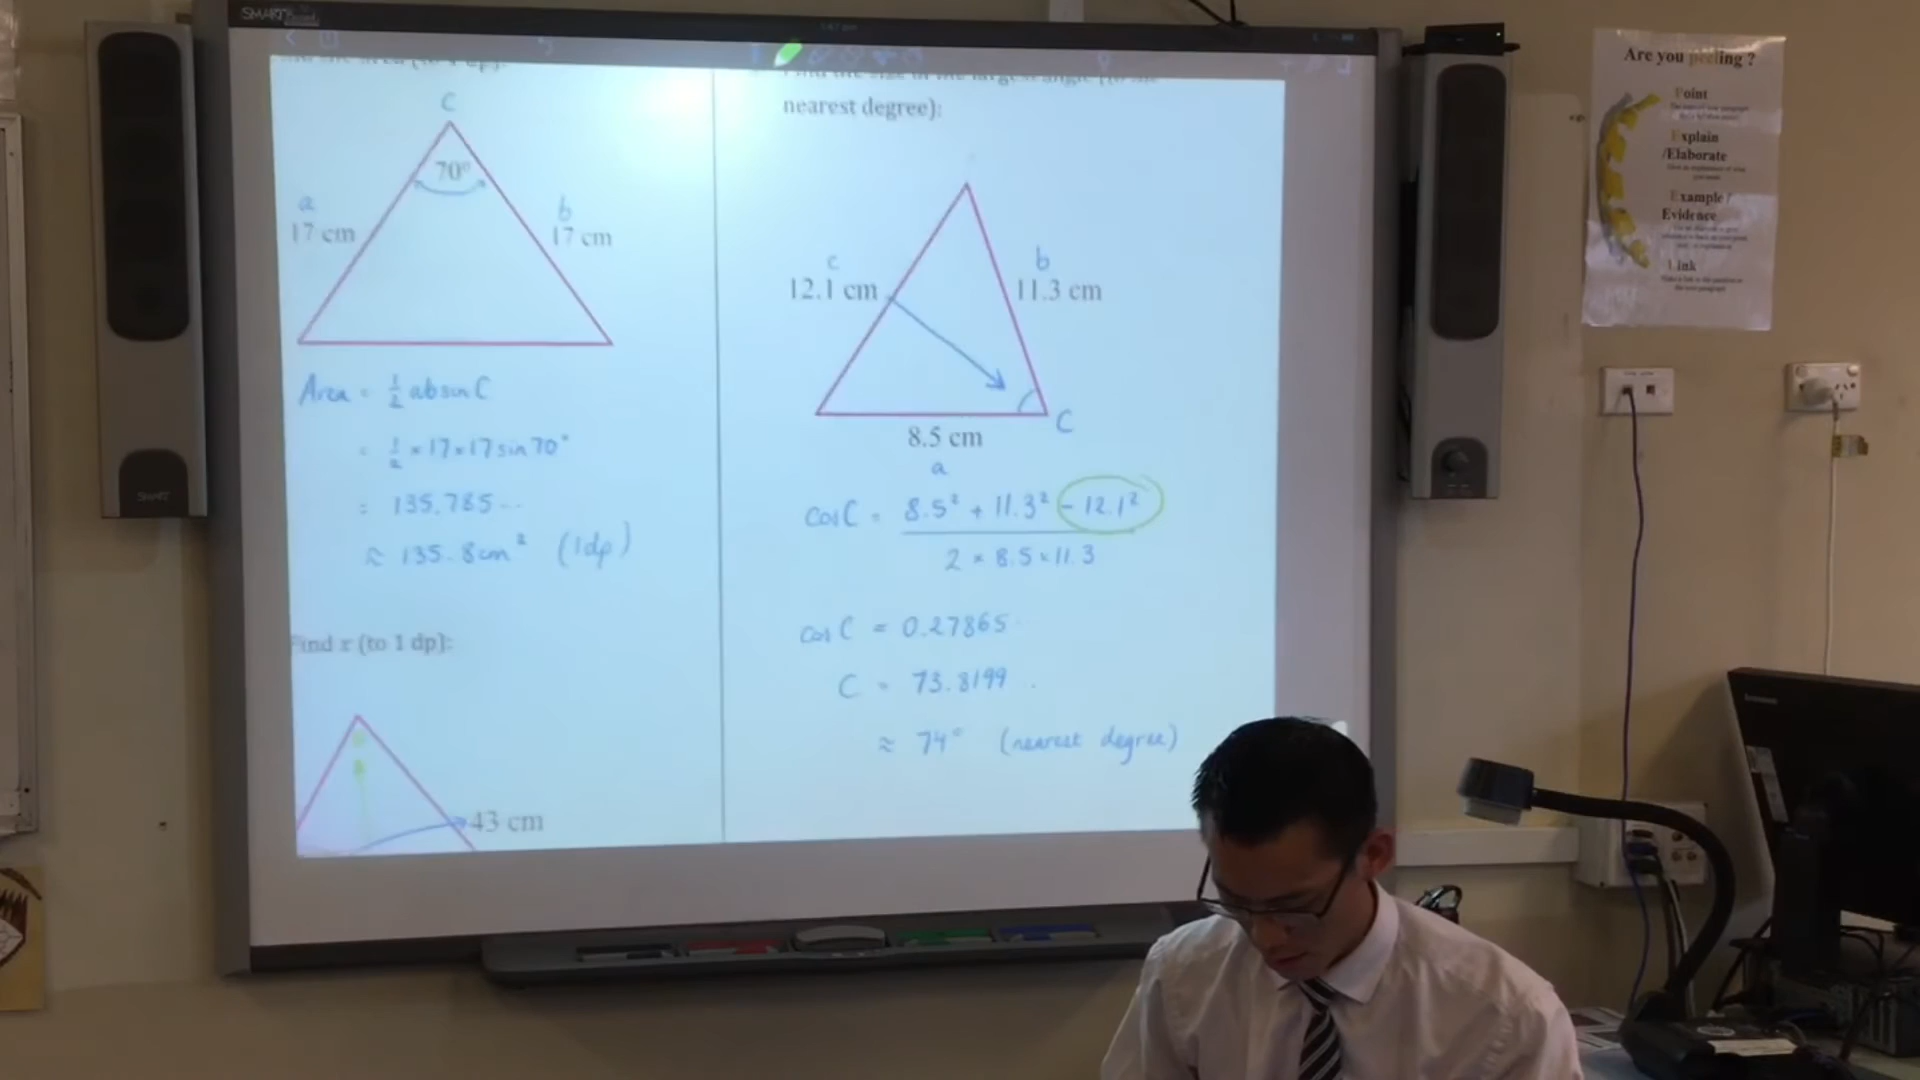 SMART
nearest degree):
C
70°
a
17 cm
b
17 cm
Area = ½ ab sin C
= ½ × 17 × 17 sin 70°
= 135.785...
≈ 135.8cm² (1dp)
Find x (to 1 dp):
43 cm
c
12.1 cm
b
11.3 cm
C
8.5 cm
a
cos C = 8.5² + 11.3² - 12.1²
2 × 8.5 × 11.3
cos C = 0.27865
C = 73.8199
≈ 74° (nearest degree)
SMART
Are you peeling ?
Point
Explain
/Elaborate
Example /
Evidence
Link